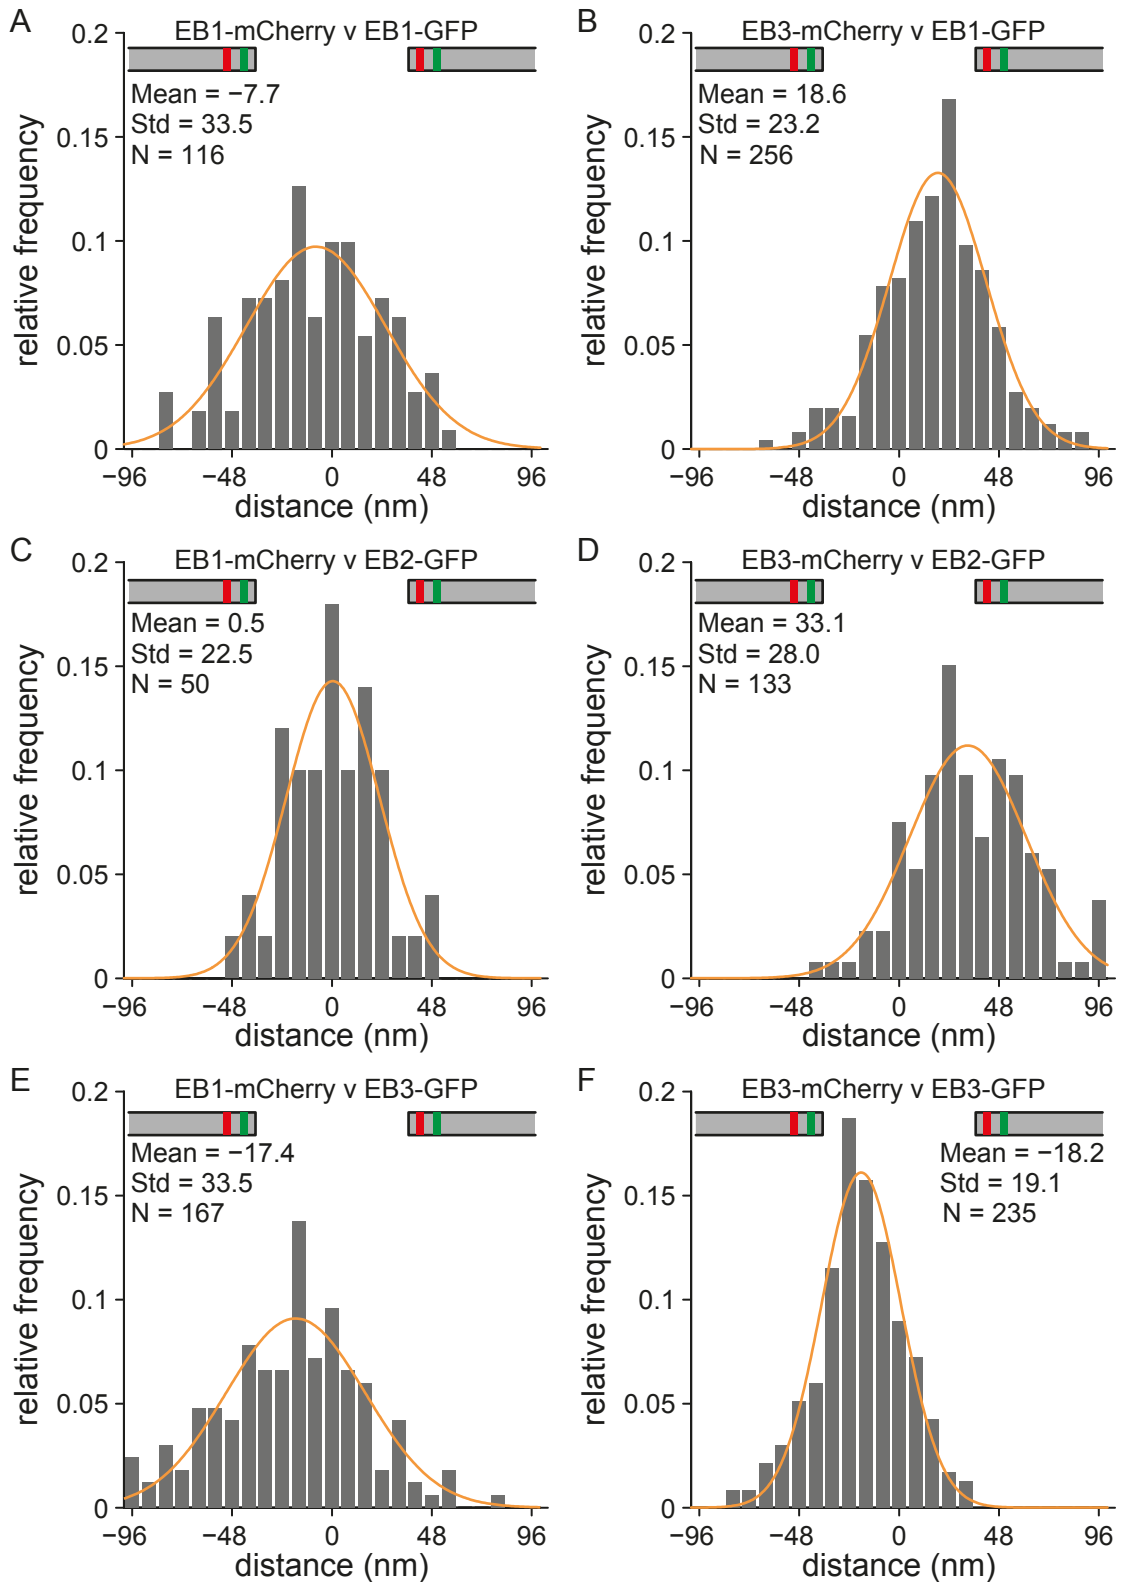 A
EB1-mCherry v EB1-GFP
Mean = −7.7
Std = 33.5
N = 116
relative frequency
0.2
0.15
0.1
0.05
0
−96 −48 0 48 96
distance (nm)
B
EB3-mCherry v EB1-GFP
Mean = 18.6
Std = 23.2
N = 256
relative frequency
0.2
0.15
0.1
0.05
0
−96 −48 0 48 96
distance (nm)
C
EB1-mCherry v EB2-GFP
Mean = 0.5
Std = 22.5
N = 50
relative frequency
0.2
0.15
0.1
0.05
0
−96 −48 0 48 96
distance (nm)
D
EB3-mCherry v EB2-GFP
Mean = 33.1
Std = 28.0
N = 133
relative frequency
0.2
0.15
0.1
0.05
0
−96 −48 0 48 96
distance (nm)
E
EB1-mCherry v EB3-GFP
Mean = −17.4
Std = 33.5
N = 167
relative frequency
0.2
0.15
0.1
0.05
0
−96 −48 0 48 96
distance (nm)
F
EB3-mCherry v EB3-GFP
Mean = −18.2
Std = 19.1
N = 235
relative frequency
0.2
0.15
0.1
0.05
0
−96 −48 0 48 96
distance (nm)